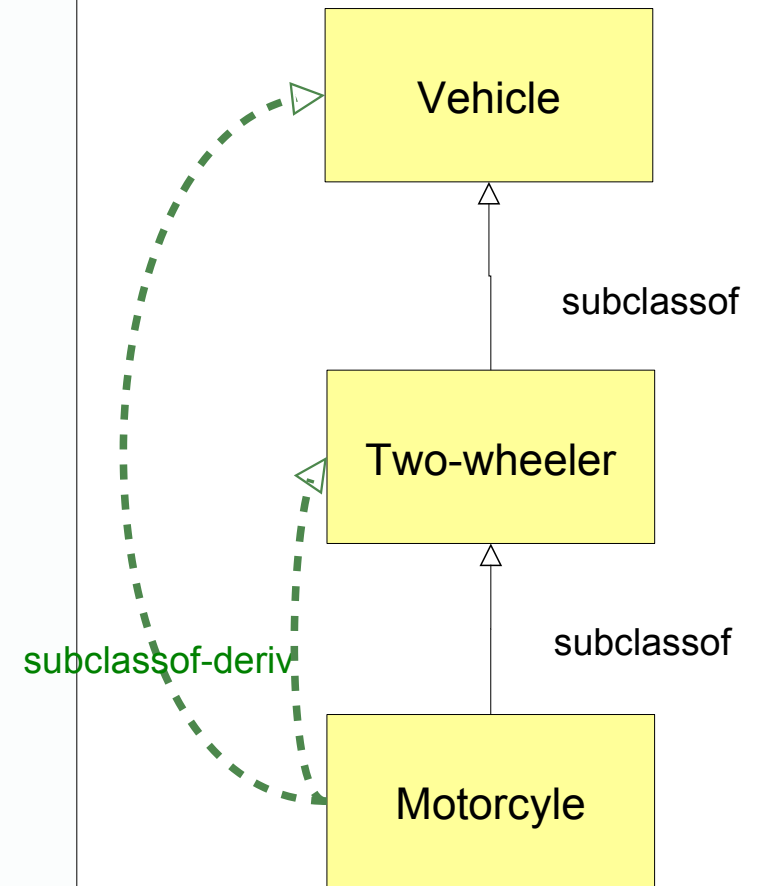 Vehicle
subclassof
Two-wheeler
subclassof
subclassof-deriv
Motorcyle